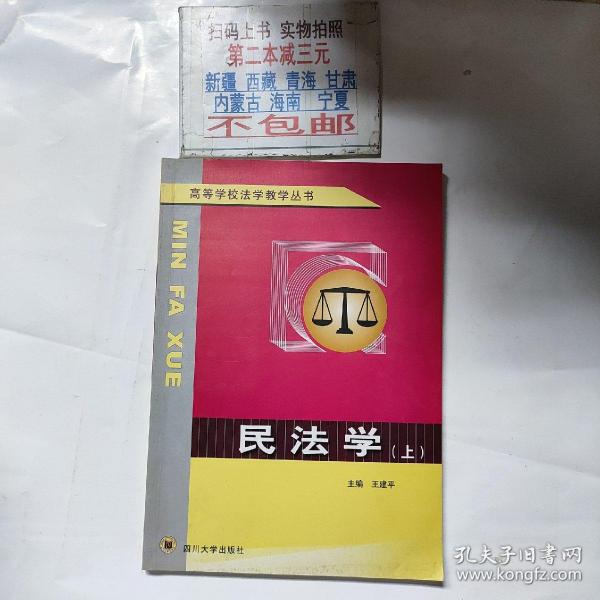 扫码上书 实物拍照
第二本减三元
新疆 西藏 青海 甘肃
内蒙古 海南 宁夏
不包邮
高等学校法学教学丛书
MIN FA XUE
民法学(上)
主编 王建平
四川大学出版社
孔夫子旧书网
www.kongfz.com